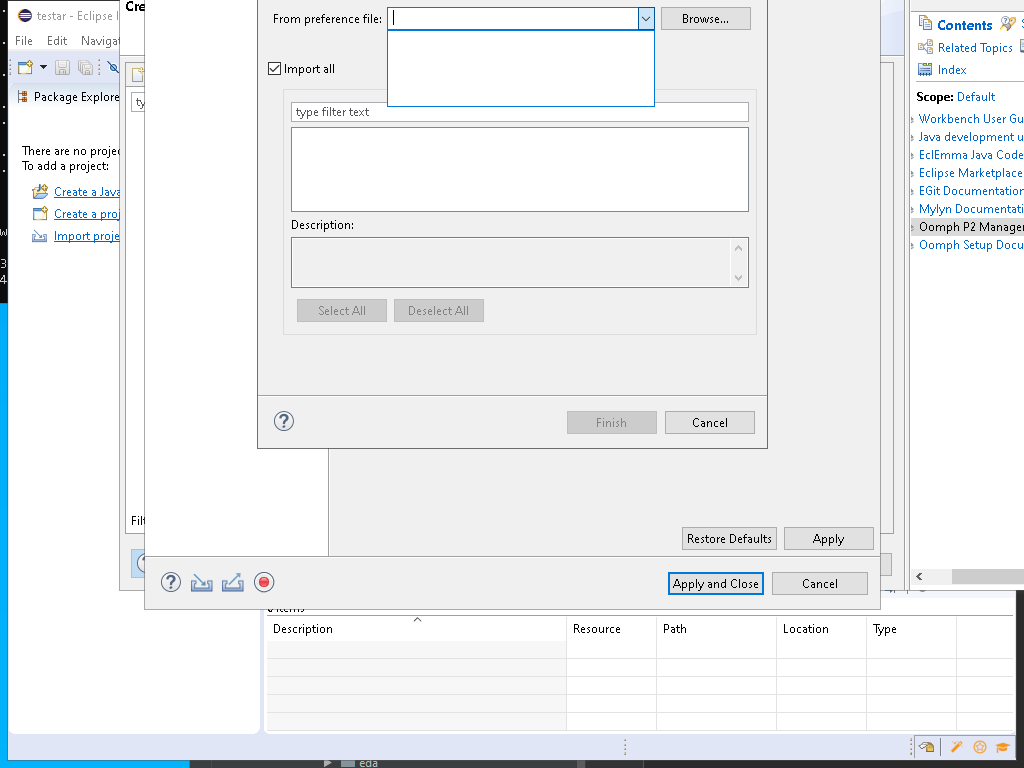 testar - Eclipse I
Cre
File Edit Navigat
Package Explore
There are no projec
To add a project:
Create a Java
Create a proj
Import proje
ty
Filt
From preference file:
Browse...
Import all
type filter text
Description:
Select All
Deselect All
Finish
Cancel
Restore Defaults
Apply
Apply and Close
Cancel
Contents
Related Topics
Index
Scope: Default
Workbench User Gu
Java development u
EclEmma Java Code
Eclipse Marketplace
EGit Documentation
Mylyn Documentati
Oomph P2 Manager
Oomph Setup Docu
items
Description Resource Path Location Type
w
3
4
eda